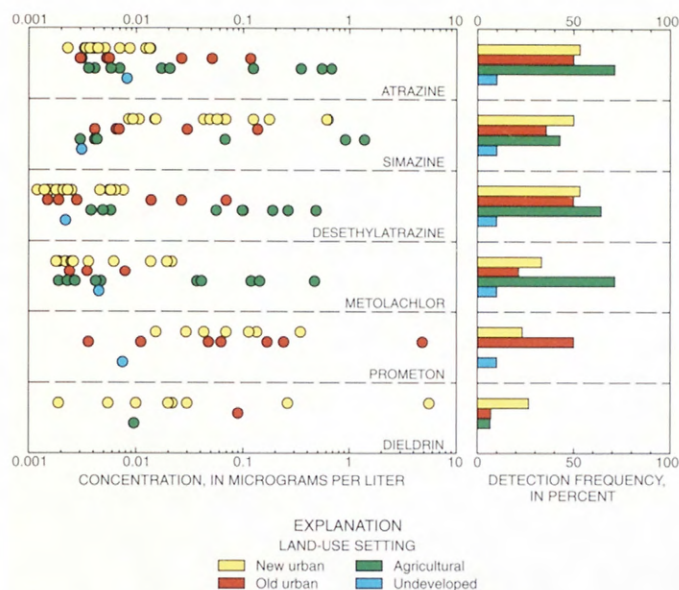 0.001 0.01 0.1 1 10 0 50 100
ATRAZINE
SIMAZINE
DESETHYLATRAZINE
METOLACHLOR
PROMETON
DIELDRIN
0.001 0.01 0.1 1 10 0 50 100
CONCENTRATION, IN MICROGRAMS PER LITER
DETECTION FREQUENCY,
IN PERCENT
EXPLANATION
LAND-USE SETTING
New urban Agricultural
Old urban Undeveloped